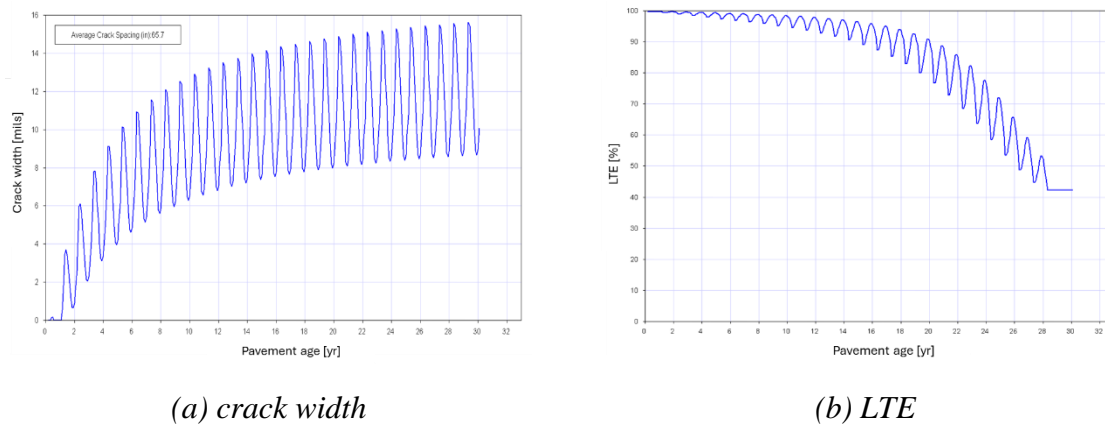 16
14
12
10
8
6
4
2
0
Crack width [mils]
Average Crack Spacing (in):65.7
0 2 4 6 8 10 12 14 16 18 20 22 24 26 28 30 32
Pavement age [yr]
(a) crack width
100
90
80
70
60
50
40
30
20
10
0
LTE [%]
0 2 4 6 8 10 12 14 16 18 20 22 24 26 28 30 32
Pavement age [yr]
(b) LTE